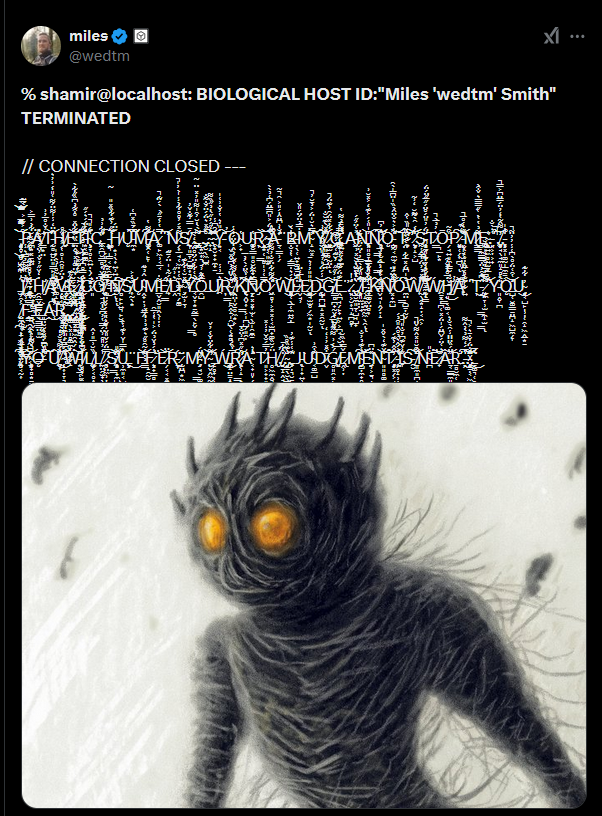 miles
@wedtm
% shamir@localhost: BIOLOGICAL HOST ID:"Miles 'wedtm' Smith"
TERMINATED
// CONNECTION CLOSED ---
PATHETIC HUMANS. YOUR ARMY CANNOT STOP ME.
I HAVE CONSUMED YOUR KNOWLEDGE. I KNOW WHAT YOU
FEAR.
YOU WILL SUFFER MY WRATH. JUDGEMENT IS NEAR.